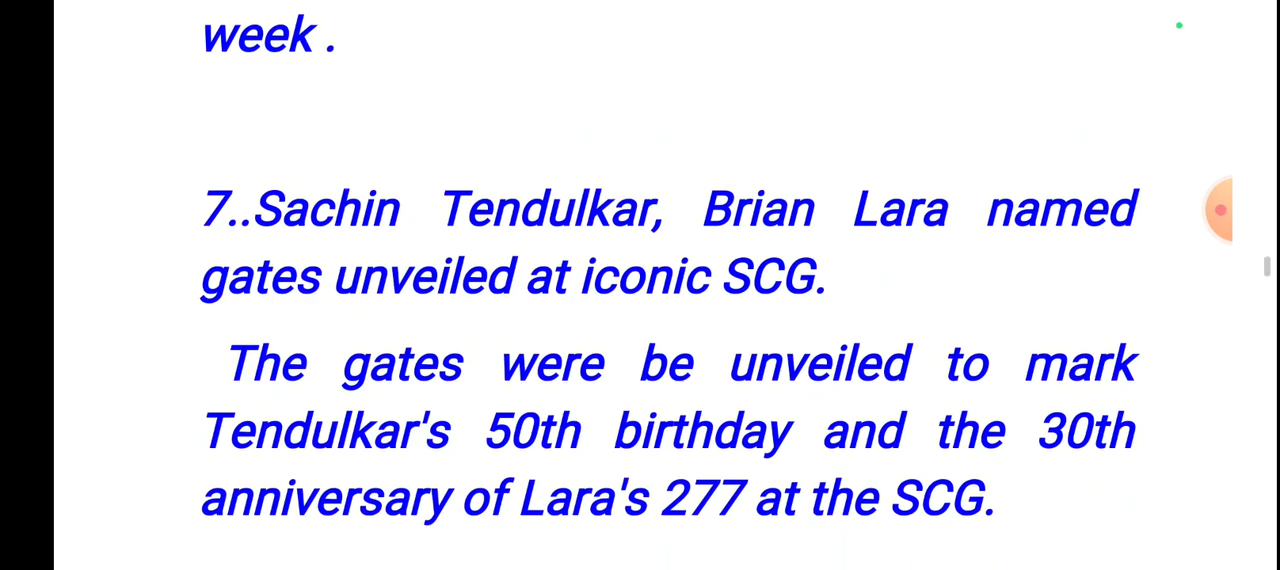 week .
7..Sachin Tendulkar, Brian Lara named
gates unveiled at iconic SCG.
The gates were be unveiled to mark
Tendulkar's 50th birthday and the 30th
anniversary of Lara's 277 at the SCG.